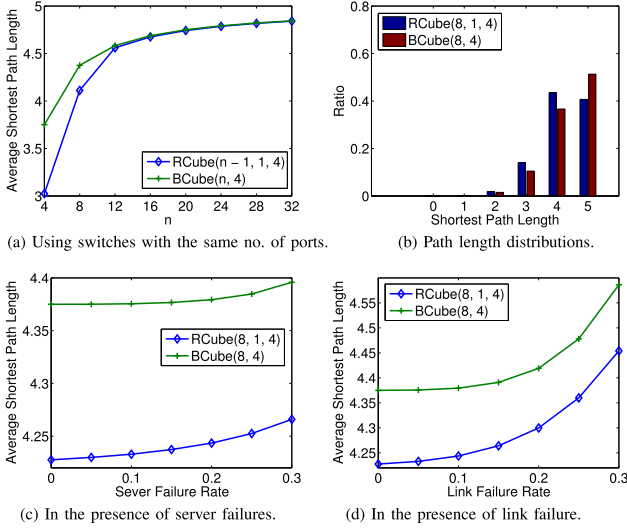 Average Shortest Path Length
5
4.5
4
3.5
3
4 8 12 16 20 24 28 32
n
RCube(n − 1, 1, 4)
BCube(n, 4)
(a) Using switches with the same no. of ports.
Ratio
0.8
0.6
0.4
0.2
0
0 1 2 3 4 5
Shortest Path Length
RCube(8, 1, 4)
BCube(8, 4)
(b) Path length distributions.
Average Shortest Path Length
4.4
4.35
4.3
4.25
0 0.1 0.2 0.3
Sever Failure Rate
RCube(8, 1, 4)
BCube(8, 4)
(c) In the presence of server failures.
Average Shortest Path Length
4.55
4.5
4.45
4.4
4.35
4.3
4.25
0 0.1 0.2 0.3
Link Failure Rate
RCube(8, 1, 4)
BCube(8, 4)
(d) In the presence of link failure.